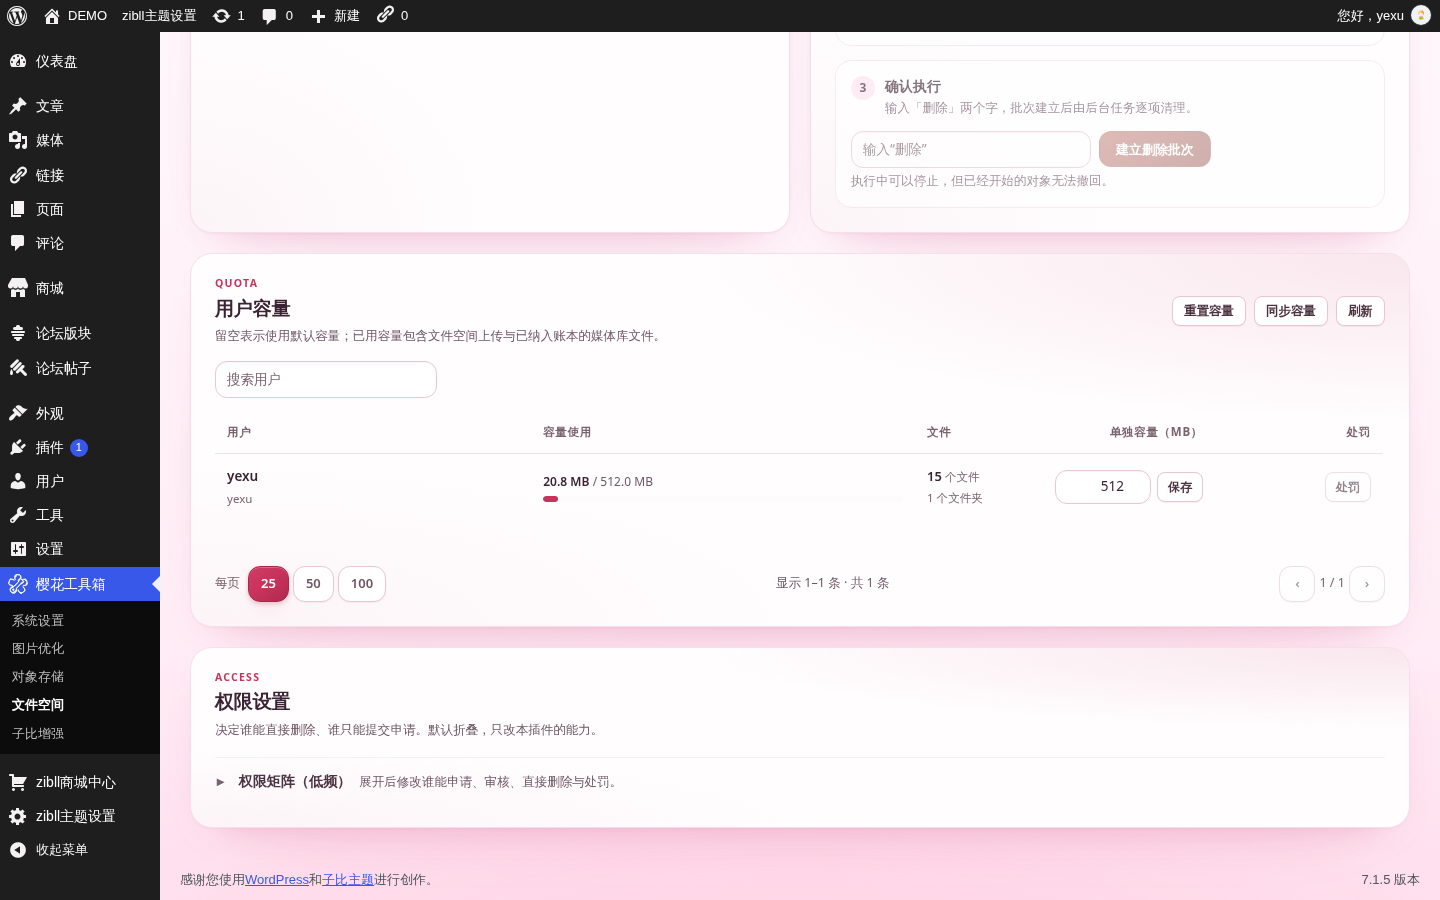 DEMO zibll主题设置 1 0 新建 0 您好，yexu
仪表盘
文章
媒体
链接
页面
评论
商城
论坛版块
论坛帖子
外观
插件 1
用户
工具
设置
樱花工具箱
系统设置
图片优化
对象存储
文件空间
子比增强
zibll商城中心
zibll主题设置
收起菜单
3 确认执行
输入「删除」两个字，批次建立后由后台任务逐项清理。
输入“删除” 建立删除批次
执行中可以停止，但已经开始的对象无法撤回。
QUOTA
用户容量
留空表示使用默认容量；已用容量包含文件空间上传与已纳入账本的媒体库文件。
重置容量 同步容量 刷新
搜索用户
用户 容量使用 文件 单独容量（MB） 处罚
yexu 20.8 MB / 512.0 MB 15 个文件 512 保存 处罚
yexu 1 个文件夹
每页 25 50 100 显示 1–1 条 · 共 1 条 ‹ 1 / 1 ›
ACCESS
权限设置
决定谁能直接删除、谁只能提交申请。默认折叠，只改本插件的能力。
► 权限矩阵（低频） 展开后修改谁能申请、审核、直接删除与处罚。
感谢您使用WordPress和子比主题进行创作。 7.1.5 版本